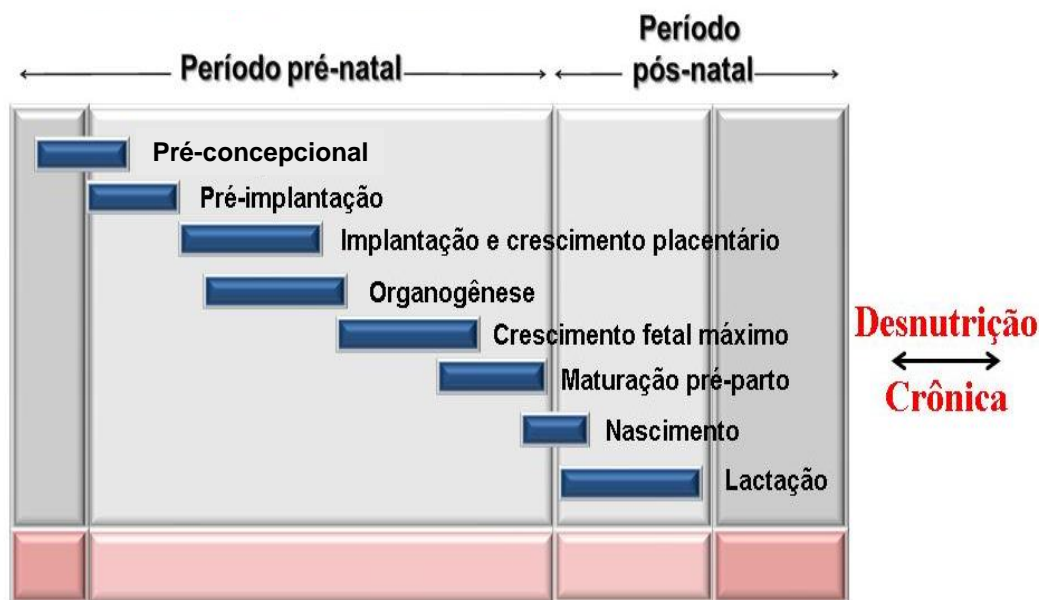 Período pré-natal
Período
pós-natal
Pré-concepcional
Pré-implantação
Implantação e crescimento placentário
Organogênese
Crescimento fetal máximo
Maturação pré-parto
Nascimento
Lactação
Desnutrição
Crônica